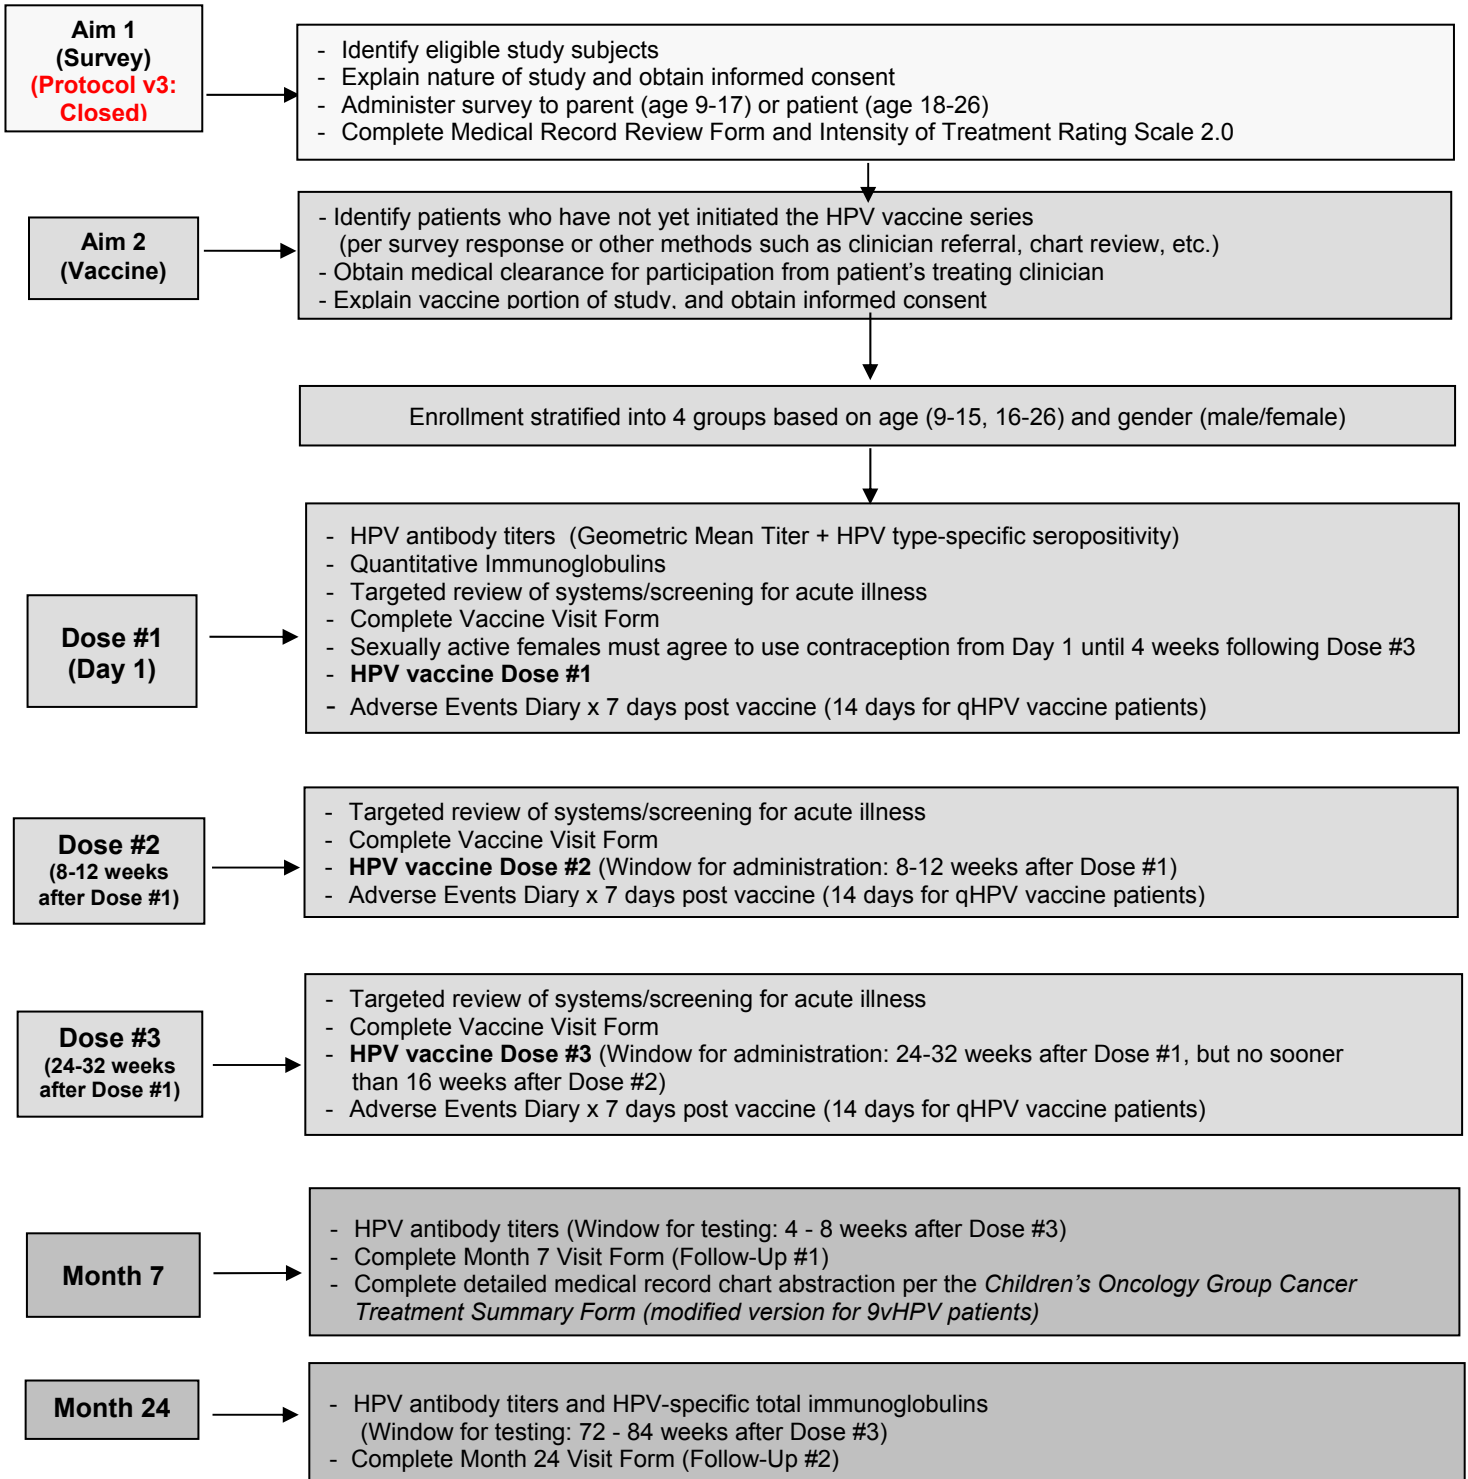 Aim 1
(Survey)
(Protocol v3:
Closed)
- Identify eligible study subjects
- Explain nature of study and obtain informed consent
- Administer survey to parent (age 9-17) or patient (age 18-26)
- Complete Medical Record Review Form and Intensity of Treatment Rating Scale 2.0
Aim 2
(Vaccine)
- Identify patients who have not yet initiated the HPV vaccine series
(per survey response or other methods such as clinician referral, chart review, etc.)
- Obtain medical clearance for participation from patient's treating clinician
- Explain vaccine portion of study, and obtain informed consent
Enrollment stratified into 4 groups based on age (9-15, 16-26) and gender (male/female)
Dose #1
(Day 1)
- HPV antibody titers (Geometric Mean Titer + HPV type-specific seropositivity)
- Quantitative Immunoglobulins
- Targeted review of systems/screening for acute illness
- Complete Vaccine Visit Form
- Sexually active females must agree to use contraception from Day 1 until 4 weeks following Dose #3
- HPV vaccine Dose #1
- Adverse Events Diary x 7 days post vaccine (14 days for qHPV vaccine patients)
Dose #2
(8-12 weeks
after Dose #1)
- Targeted review of systems/screening for acute illness
- Complete Vaccine Visit Form
- HPV vaccine Dose #2 (Window for administration: 8-12 weeks after Dose #1)
- Adverse Events Diary x 7 days post vaccine (14 days for qHPV vaccine patients)
Dose #3
(24-32 weeks
after Dose #1)
- Targeted review of systems/screening for acute illness
- Complete Vaccine Visit Form
- HPV vaccine Dose #3 (Window for administration: 24-32 weeks after Dose #1, but no sooner
than 16 weeks after Dose #2)
- Adverse Events Diary x 7 days post vaccine (14 days for qHPV vaccine patients)
Month 7
- HPV antibody titers (Window for testing: 4 - 8 weeks after Dose #3)
- Complete Month 7 Visit Form (Follow-Up #1)
- Complete detailed medical record chart abstraction per the Children's Oncology Group Cancer
Treatment Summary Form (modified version for 9vHPV patients)
Month 24
- HPV antibody titers and HPV-specific total immunoglobulins
(Window for testing: 72 - 84 weeks after Dose #3)
- Complete Month 24 Visit Form (Follow-Up #2)